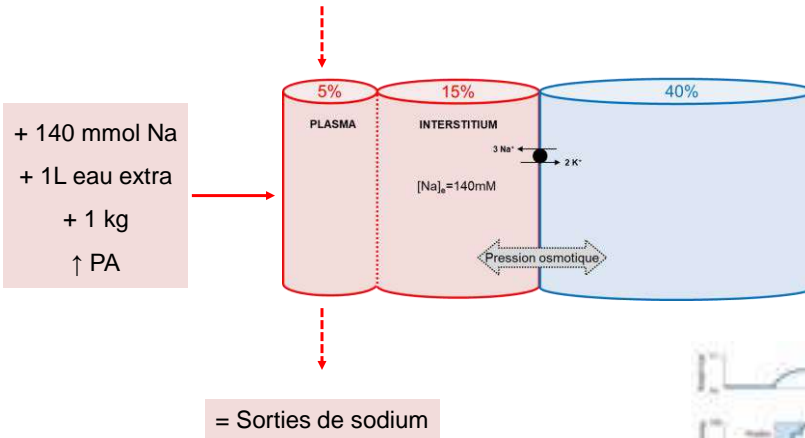 5% 15% 40%
PLASMA INTERSTITIUM
+ 140 mmol Na
+ 1L eau extra
+ 1 kg
↑ PA
3 Na⁺
2 K⁺
[Na]e=140mM
Pression osmotique
= Sorties de sodium